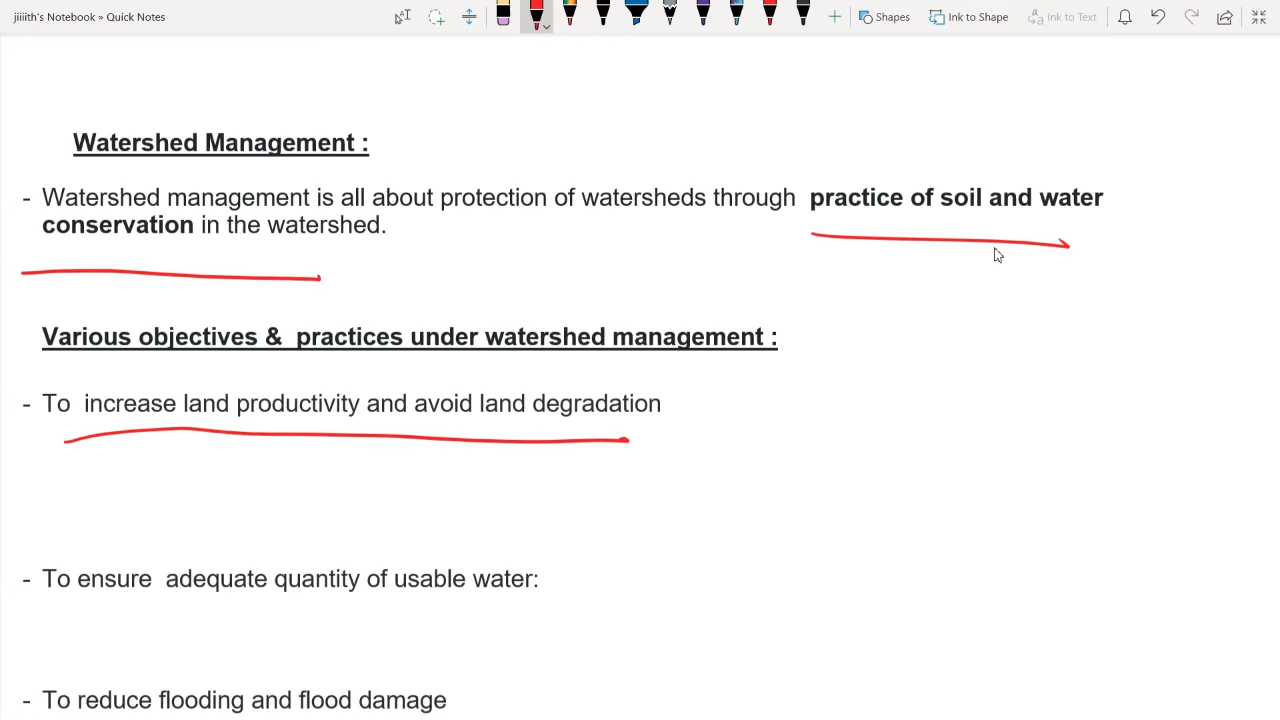 jiiiith's Notebook » Quick Notes
Shapes
Ink to Shape
Ink to Text
Watershed Management :
- Watershed management is all about protection of watersheds through practice of soil and water
conservation in the watershed.
Various objectives & practices under watershed management :
- To increase land productivity and avoid land degradation
- To ensure adequate quantity of usable water:
- To reduce flooding and flood damage